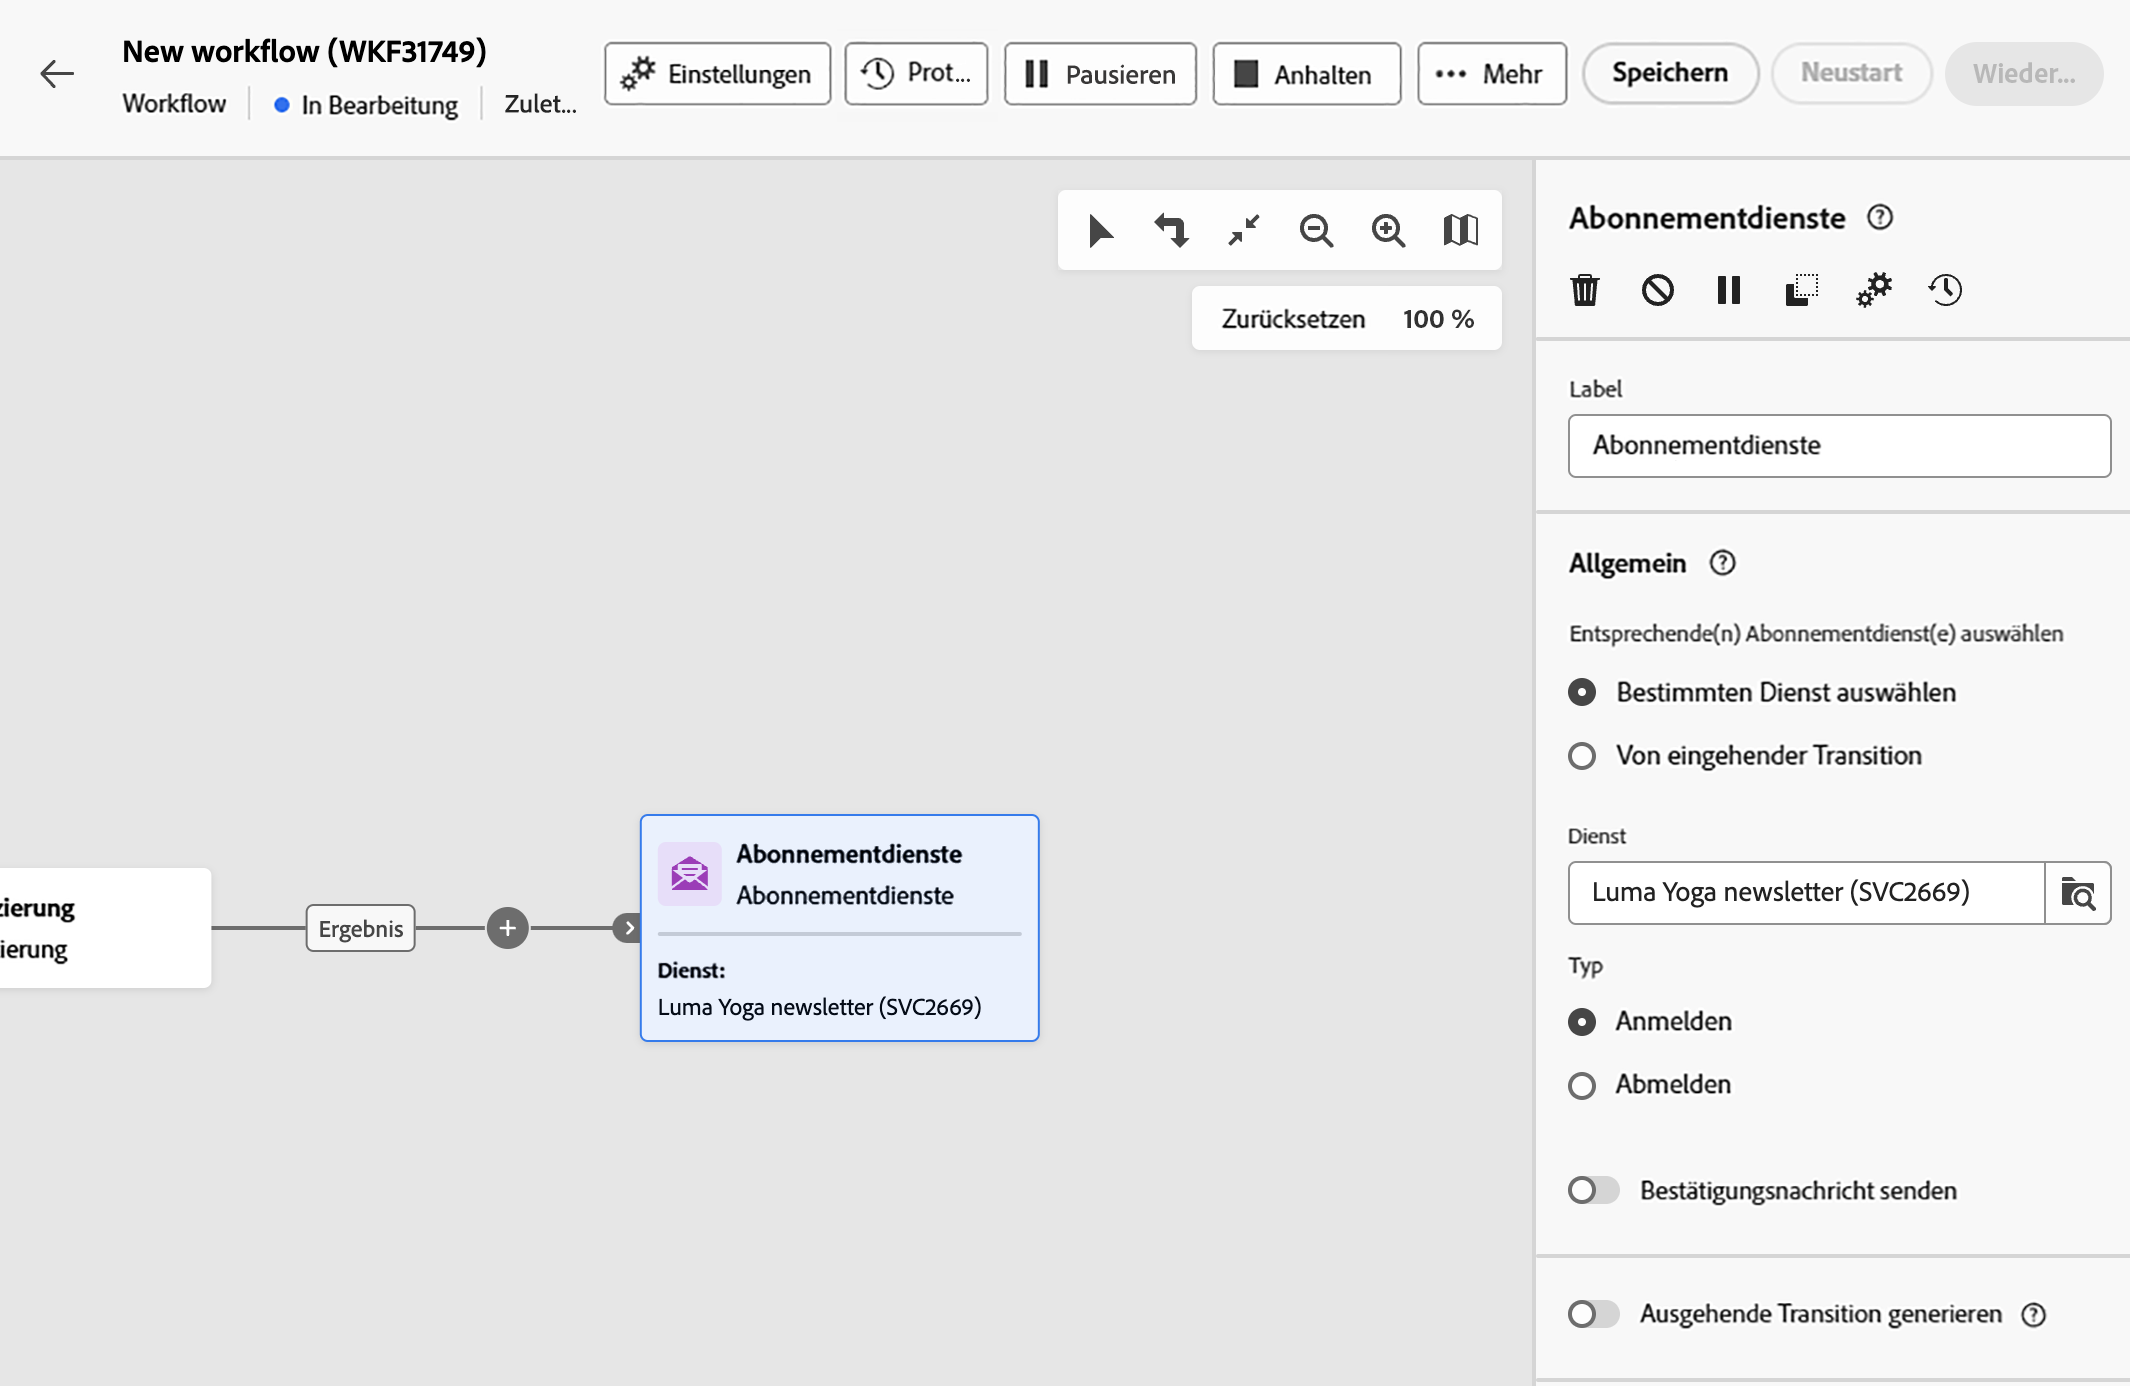 New workflow (WKF31749)
Workflow
In Bearbeitung
Zulet...
Einstellungen
Prot...
Pausieren
Anhalten
Mehr
Speichern
Neustart
Wieder...
Zurücksetzen 100 %
zierung
ierung
Ergebnis
Abonnementdienste
Abonnementdienste
Dienst:
Luma Yoga newsletter (SVC2669)
Abonnementdienste
Label
Abonnementdienste
Allgemein
Entsprechende(n) Abonnementdienst(e) auswählen
Bestimmten Dienst auswählen
Von eingehender Transition
Dienst
Luma Yoga newsletter (SVC2669)
Typ
Anmelden
Abmelden
Bestätigungsnachricht senden
Ausgehende Transition generieren